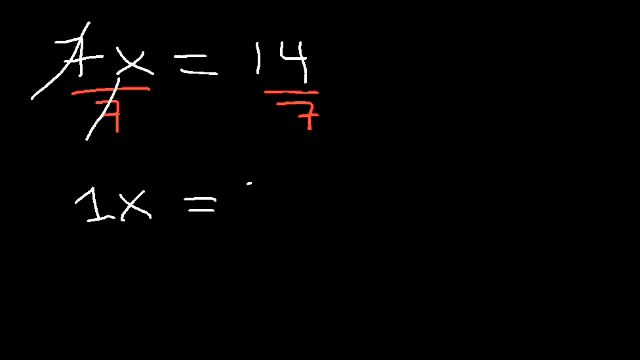 7x = 14
7 7
1x =